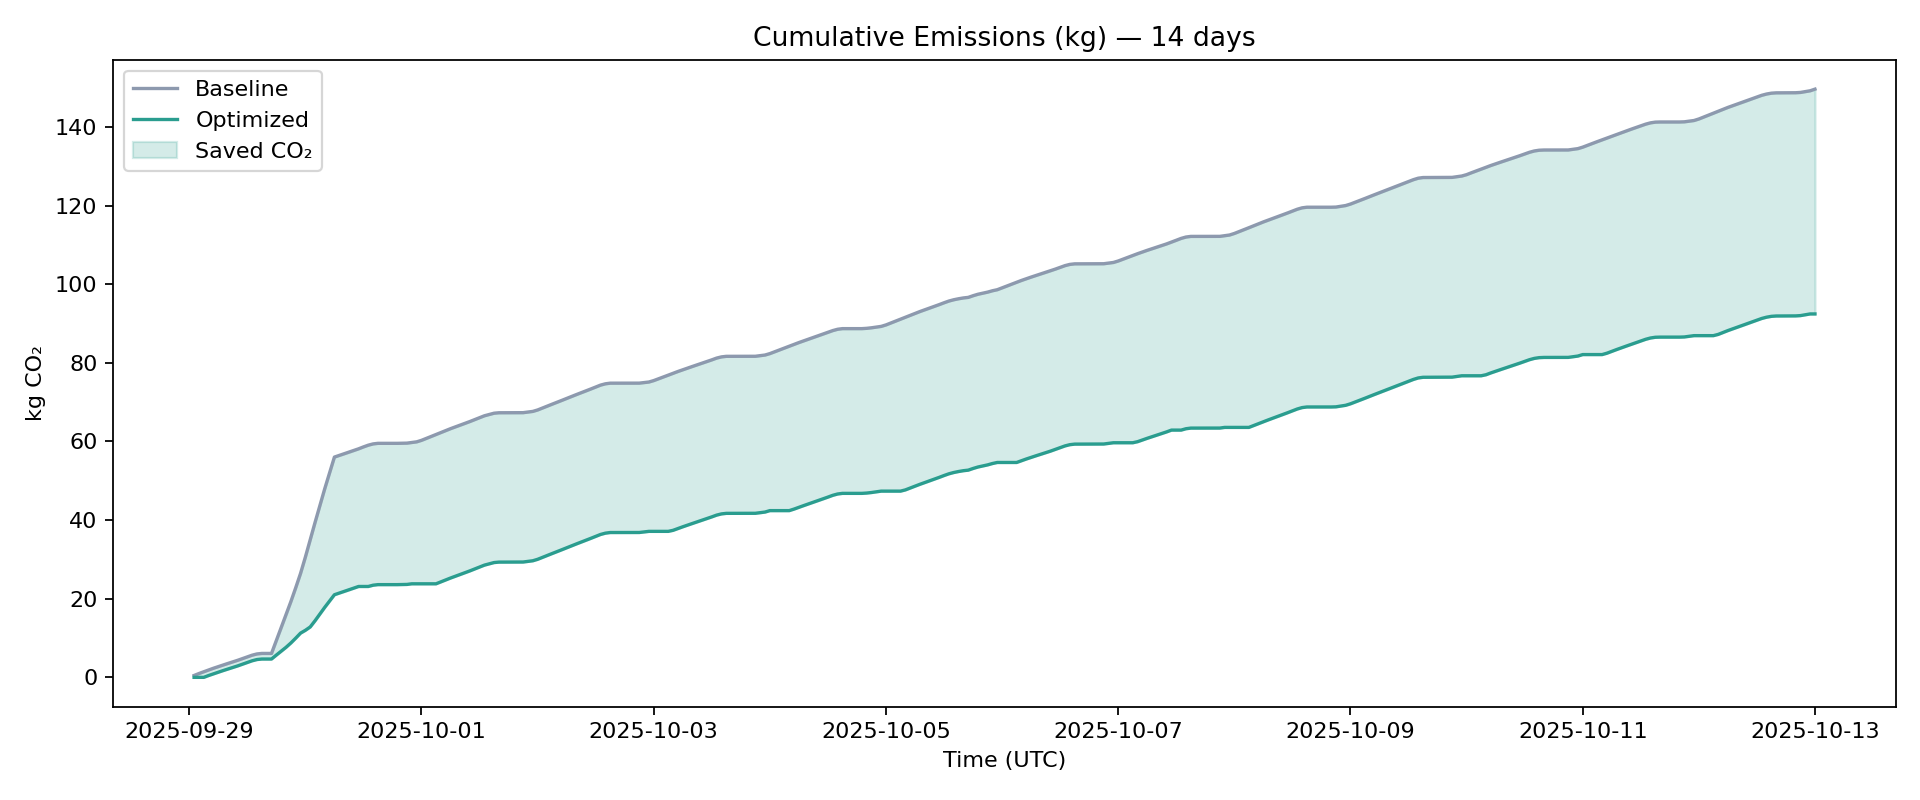 Cumulative Emissions (kg) — 14 days
Baseline
Optimized
Saved CO₂
kg CO₂
140
120
100
80
60
40
20
0
2025-09-29 2025-10-01 2025-10-03 2025-10-05 2025-10-07 2025-10-09 2025-10-11 2025-10-13
Time (UTC)